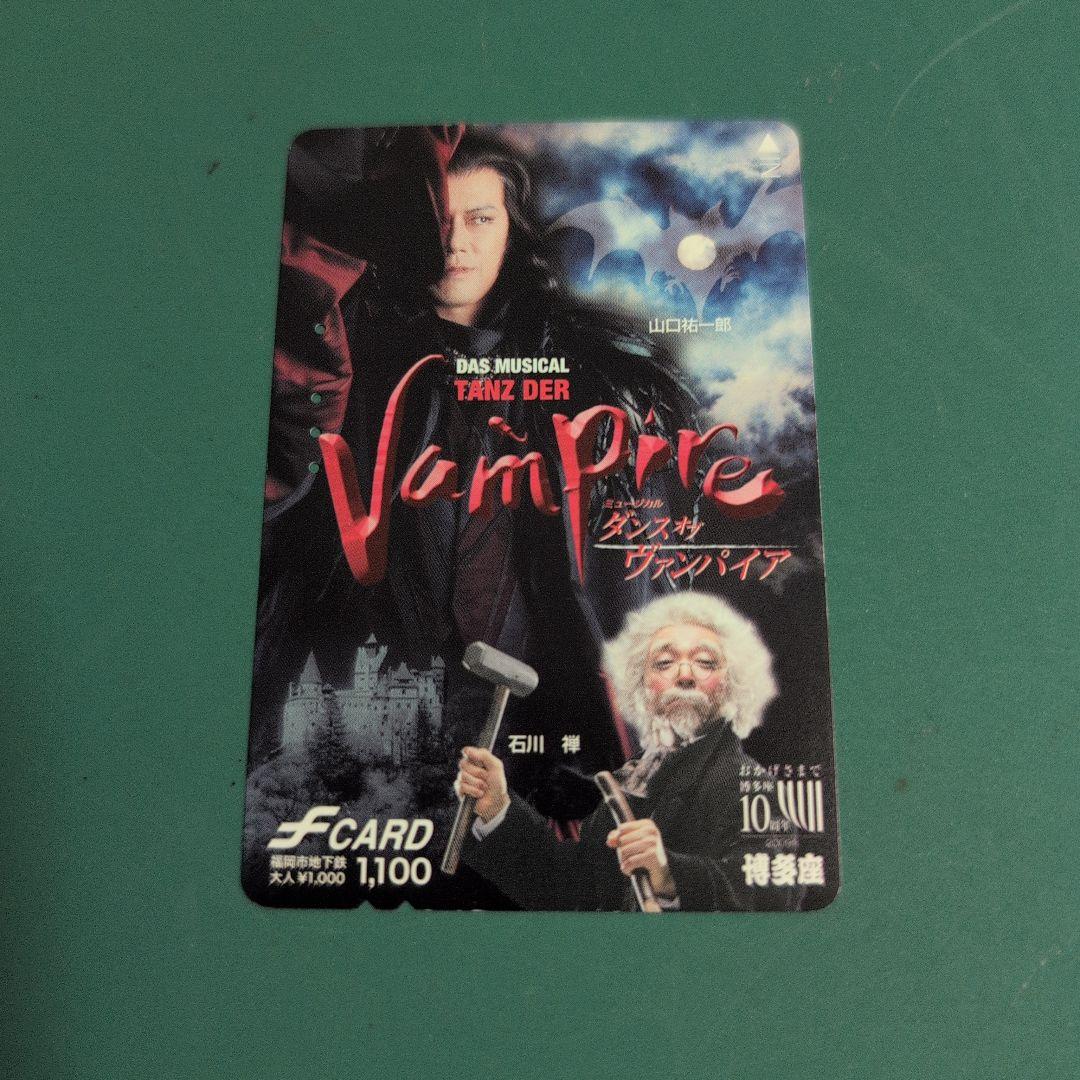 山口祐一郎
DAS MUSICAL
TANZ DER
Vampire
ミュージカル
ダンス オブ
ヴァンパイア
石川 禅
おかげさまで
博多座
10周年
博多座
F CARD
福岡市地下鉄
大人 ¥1,000 1,100